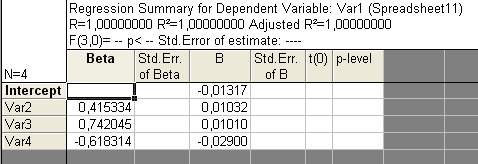 Regression Summary for Dependent Variable: Var1 (Spreadsheet11)
R=1,00000000 R²=1,00000000 Adjusted R²=1,00000000
F(3,0)= -- p< -- Std.Error of estimate: ----
N=4 Beta Std.Err. of Beta B Std.Err. of B t(0) p-level
Intercept -0,01317
Var2 0,415334 0,01032
Var3 0,742045 0,01010
Var4 -0,618314 -0,02900